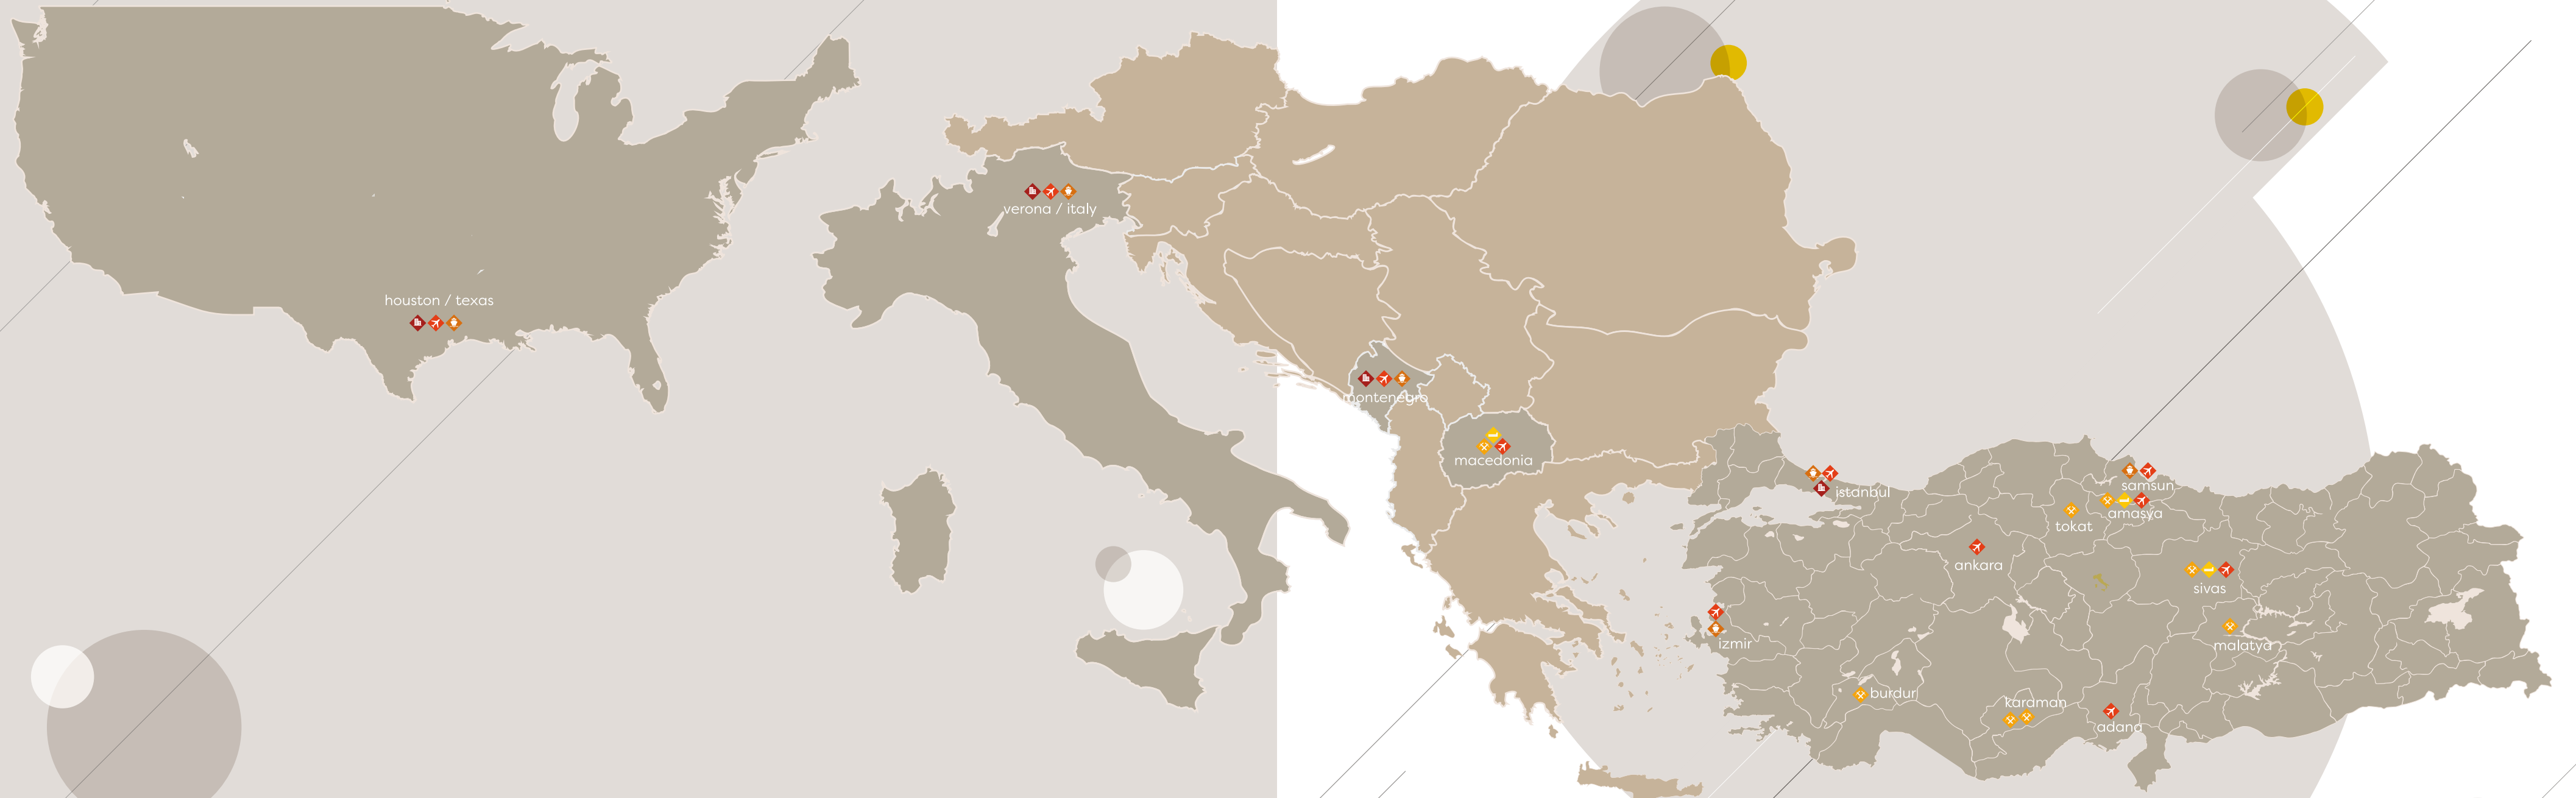 houston / texas
verona / italy
montenegro
macedonia
istanbul
samsun
amasya
tokat
ankara
sivas
izmir
malatya
burdur
karaman
adana